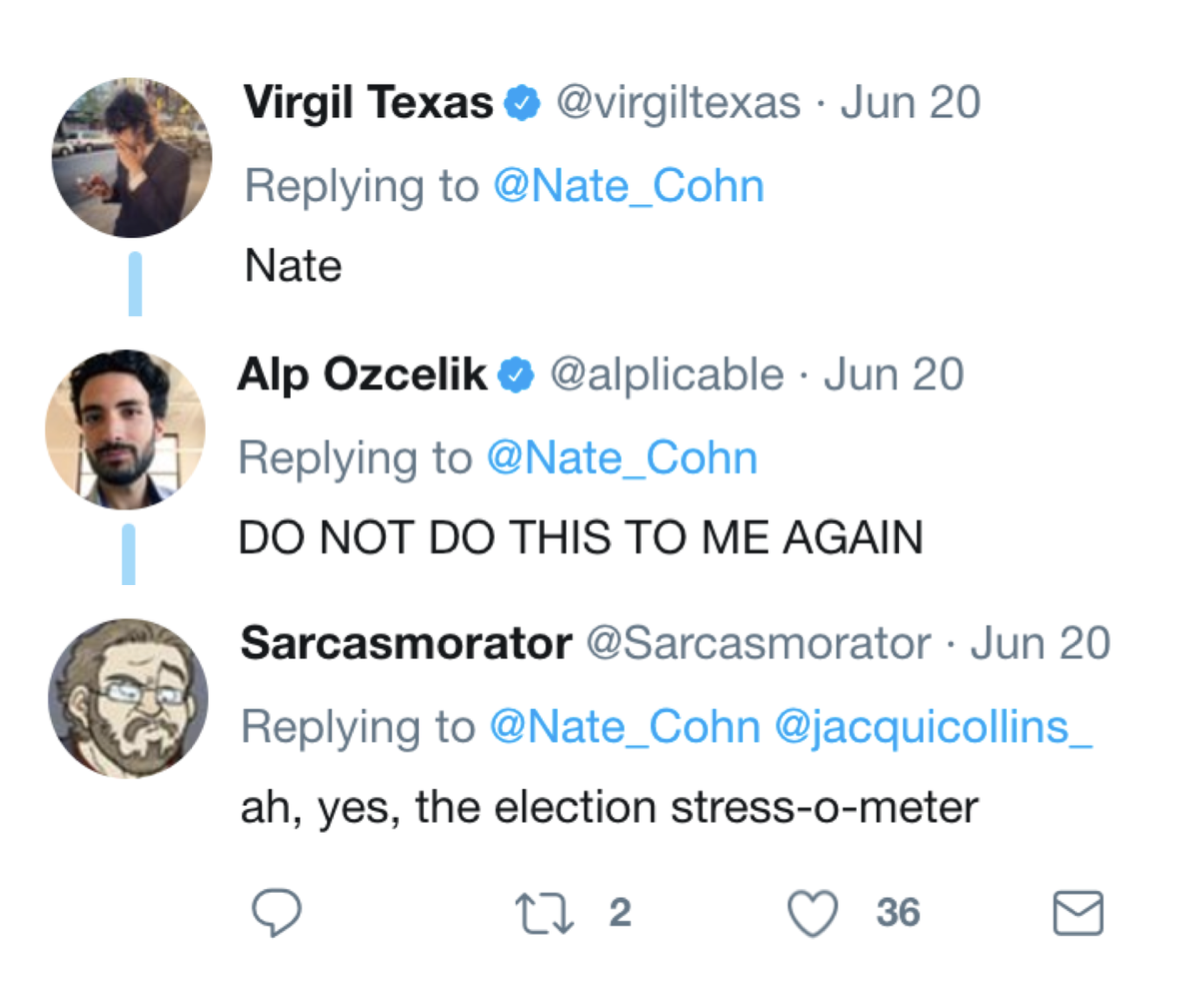 Virgil Texas @virgiltexas · Jun 20
Replying to @Nate_Cohn
Nate
Alp Ozcelik @alplicable · Jun 20
Replying to @Nate_Cohn
DO NOT DO THIS TO ME AGAIN
Sarcasmorator @Sarcasmorator · Jun 20
Replying to @Nate_Cohn @jacquicollins_
ah, yes, the election stress-o-meter
2 36